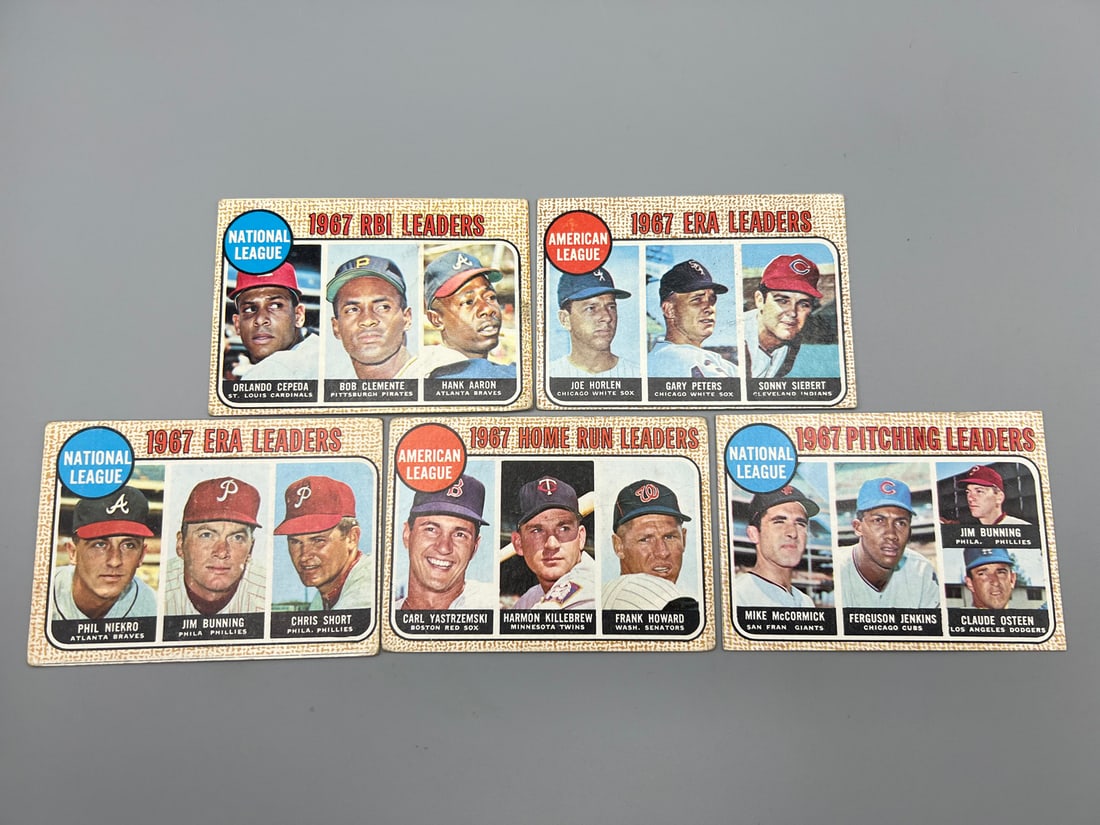 1967 RBI LEADERS
NATIONAL
LEAGUE
P
A
ORLANDO CEPEDA
ST. LOUIS CARDINALS
BOB CLEMENTE
PITTSBURGH PIRATES
HANK AARON
ATLANTA BRAVES
1967 ERA LEADERS
AMERICAN
LEAGUE
C
JOE HORLEN
CHICAGO WHITE SOX
GARY PETERS
CHICAGO WHITE SOX
SONNY SIEBERT
CLEVELAND INDIANS
1967 ERA LEADERS
NATIONAL
LEAGUE
A
P
P
PHIL NIEKRO
ATLANTA BRAVES
JIM BUNNING
PHILA PHILLIES
CHRIS SHORT
PHILA. PHILLIES
1967 HOME RUN LEADERS
AMERICAN
LEAGUE
B
TC
W
CARL YASTRZEMSKI
BOSTON RED SOX
HARMON KILLEBREW
MINNESOTA TWINS
FRANK HOWARD
WASH. SENATORS
1967 PITCHING LEADERS
NATIONAL
LEAGUE
C
MIKE McCORMICK
SAN FRAN GIANTS
FERGUSON JENKINS
CHICAGO CUBS
JIM BUNNING
PHILA. PHILLIES
CLAUDE OSTEEN
LOS ANGELES DODGERS